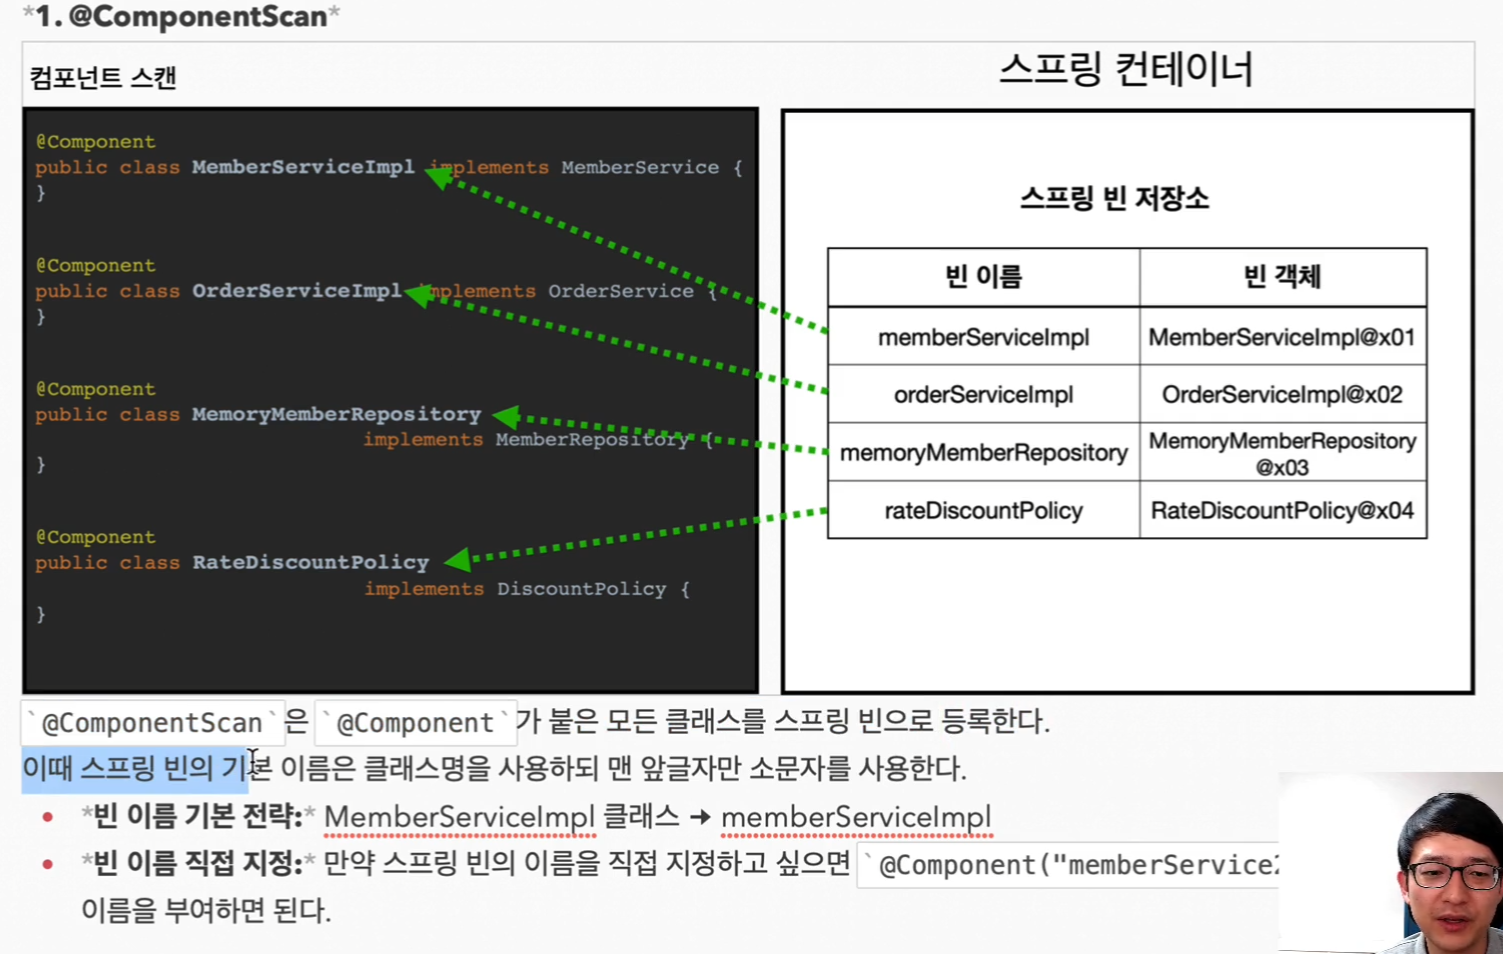 *1. @ComponentScan*
컴포넌트 스캔
스프링 컨테이너
@Component
public class MemberServiceImpl implements MemberService {
}
@Component
public class OrderServiceImpl implements OrderService {
}
@Component
public class MemoryMemberRepository
implements MemberRepository {
}
@Component
public class RateDiscountPolicy
implements DiscountPolicy {
}
스프링 빈 저장소
빈 이름 빈 객체
memberServiceImpl MemberServiceImpl@x01
orderServiceImpl OrderServiceImpl@x02
memoryMemberRepository MemoryMemberRepository
@x03
rateDiscountPolicy RateDiscountPolicy@x04
`@ComponentScan`은 `@Component`가 붙은 모든 클래스를 스프링 빈으로 등록한다.
이때 스프링 빈의 기본 이름은 클래스명을 사용하되 맨 앞글자만 소문자를 사용한다.
• *빈 이름 기본 전략:* MemberServiceImpl 클래스 → memberServiceImpl
• *빈 이름 직접 지정:* 만약 스프링 빈의 이름을 직접 지정하고 싶으면 `@Component("memberService2
이름을 부여하면 된다.